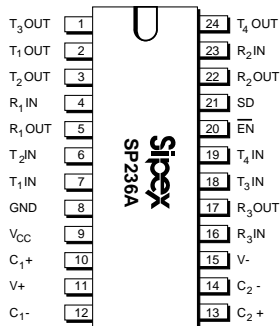 T3OUT 1 24 T4OUT
T1OUT 2 23 R2IN
T2OUT 3 22 R2OUT
R1IN 4 21 SD
R1OUT 5 20 EN
T2IN 6 19 T4IN
T1IN 7 18 T3IN
GND 8 17 R3OUT
VCC 9 16 R3IN
C1+ 10 15 V-
V+ 11 14 C2 -
C1- 12 13 C2 +
Sipex
SP236A